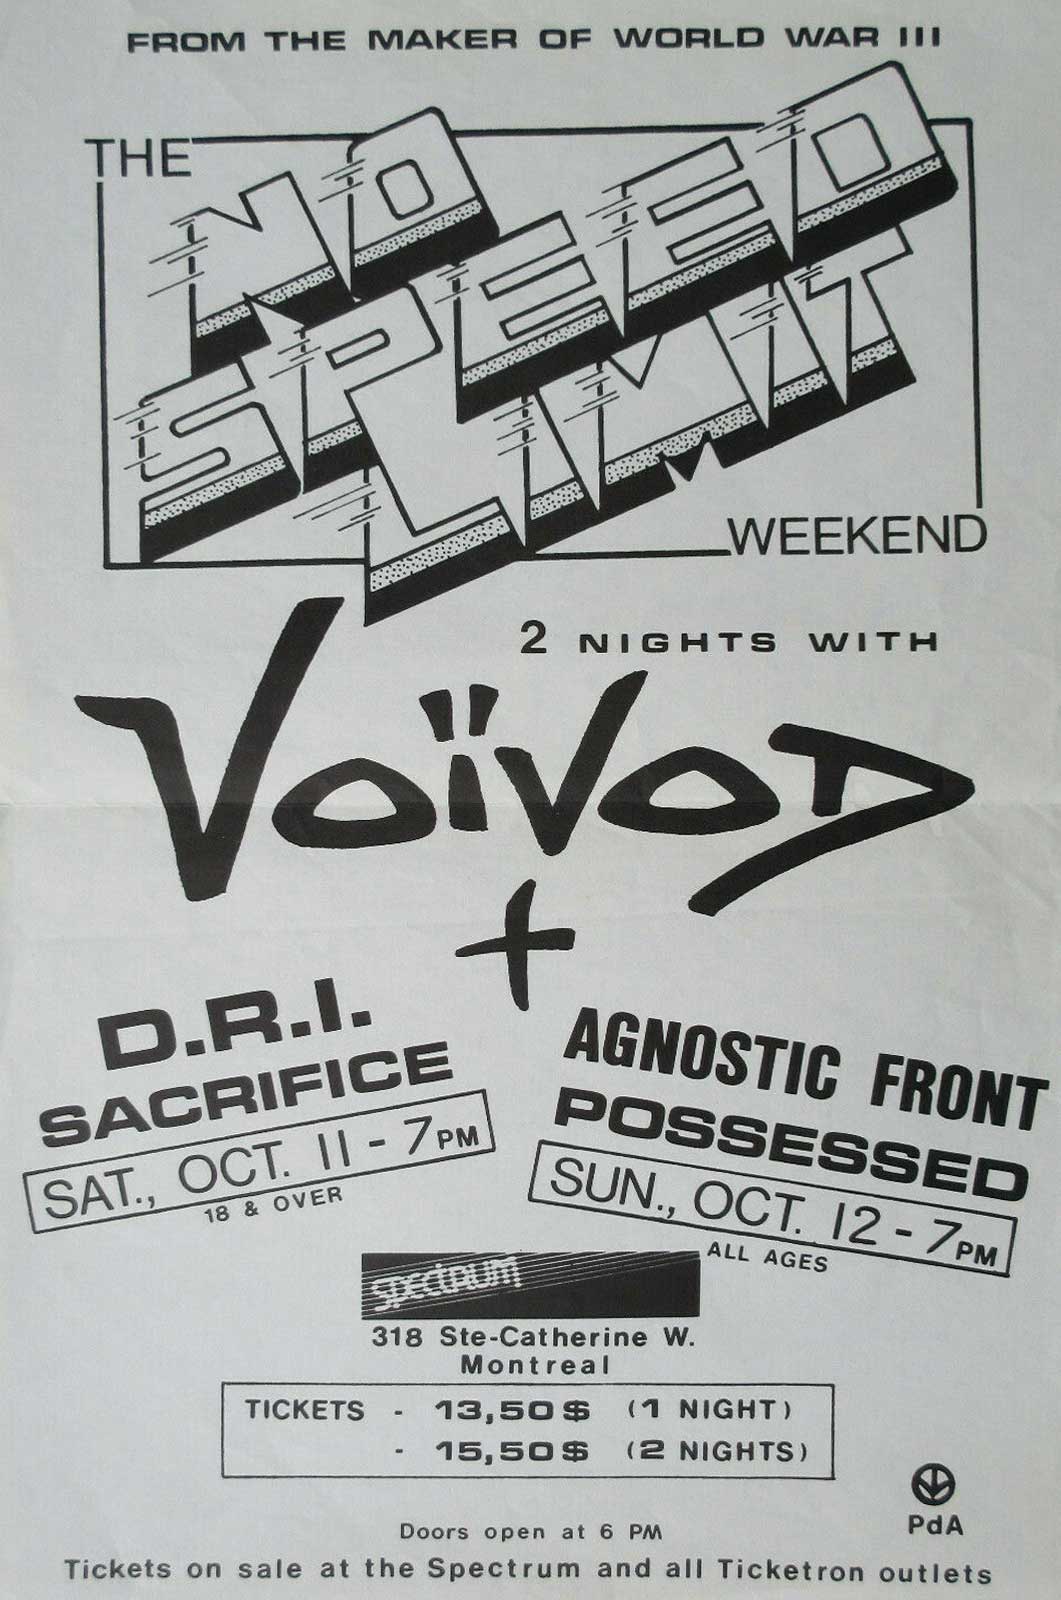 FROM THE MAKER OF WORLD WAR III
THE
NO
SPEED
LIMIT
WEEKEND
2 NIGHTS WITH
VOÏVOD
+
D.R.I.
SACRIFICE
SAT., OCT. 11 - 7PM
18 & OVER
AGNOSTIC FRONT
POSSESSED
SUN., OCT. 12 - 7PM
ALL AGES
SPECTRUM
318 Ste-Catherine W.
Montreal
TICKETS - 13,50$ (1 NIGHT)
- 15,50$ (2 NIGHTS)
PdA
Doors open at 6 PM
Tickets on sale at the Spectrum and all Ticketron outlets